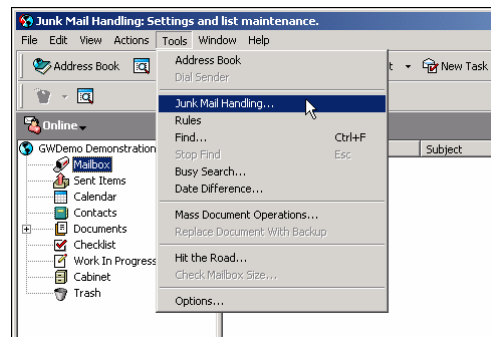 Junk Mail Handling: Settings and list maintenance.
File Edit View Actions Tools Window Help
Address Book
New Task
Address Book
Dial Sender
Junk Mail Handling...
Rules
Find... Ctrl+F
Stop Find Esc
Busy Search...
Date Difference...
Mass Document Operations...
Replace Document With Backup
Hit the Road...
Check Mailbox Size...
Options...
Online
Subject
GWDemo Demonstration
Mailbox
Sent Items
Calendar
Contacts
Documents
Checklist
Work In Progress
Cabinet
Trash